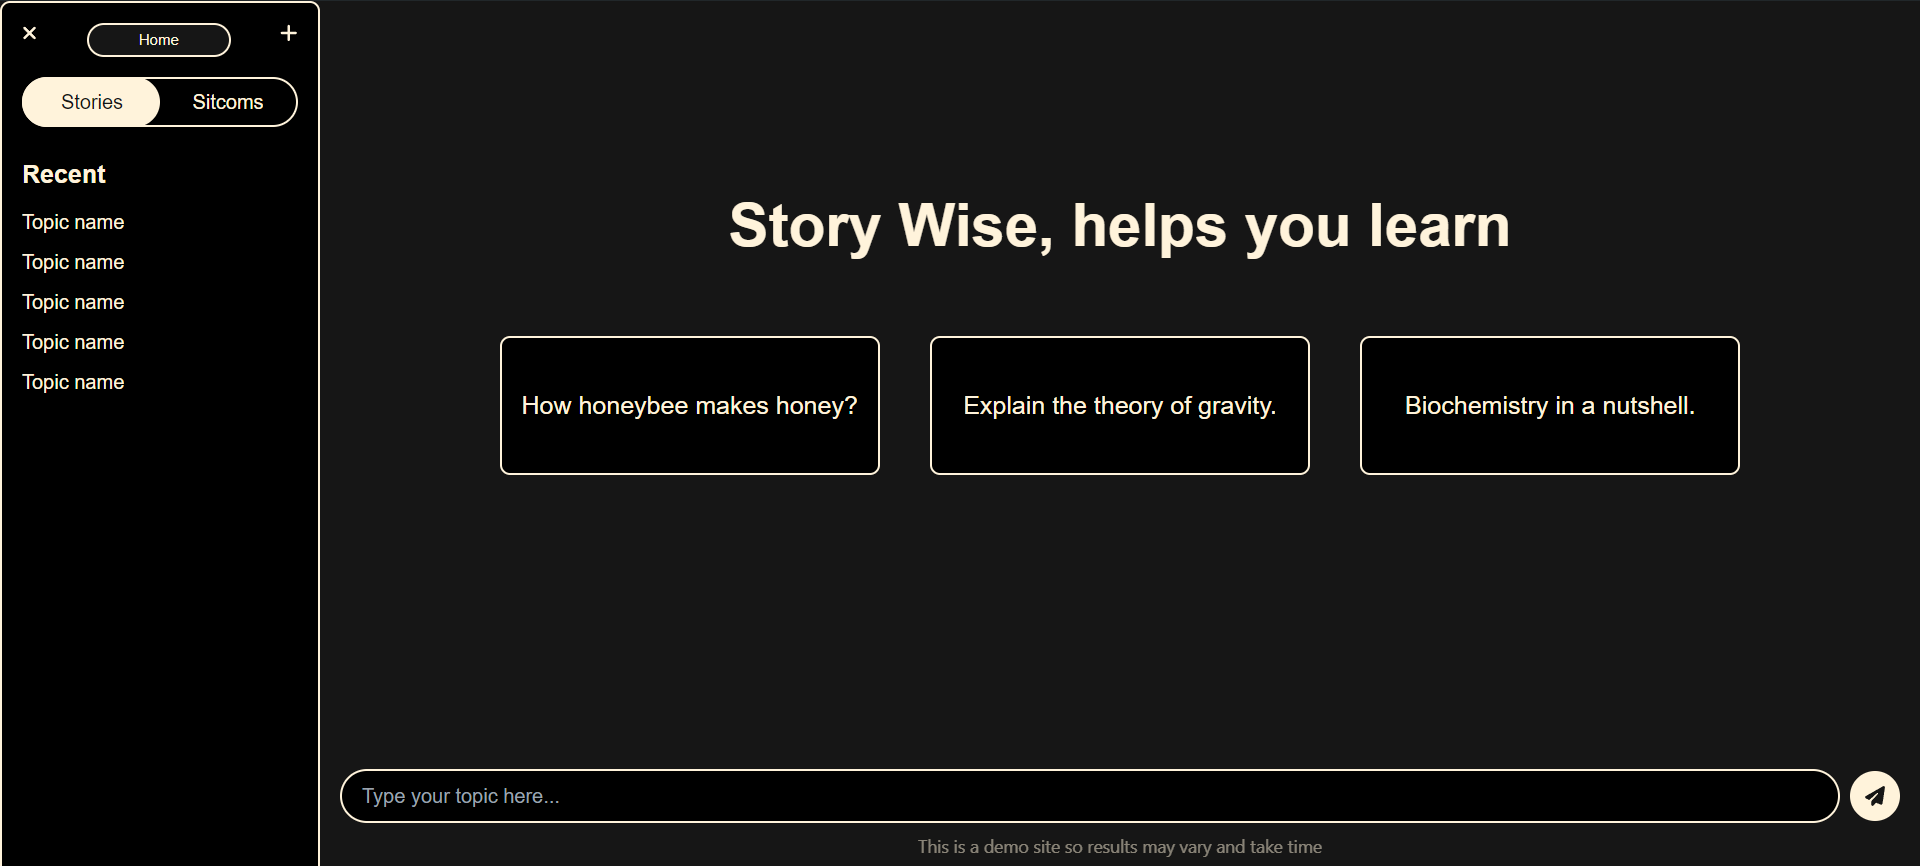 Home
Stories
Sitcoms
Recent
Topic name
Topic name
Topic name
Topic name
Topic name
Story Wise, helps you learn
How honeybee makes honey?
Explain the theory of gravity.
Biochemistry in a nutshell.
Type your topic here...
This is a demo site so results may vary and take time